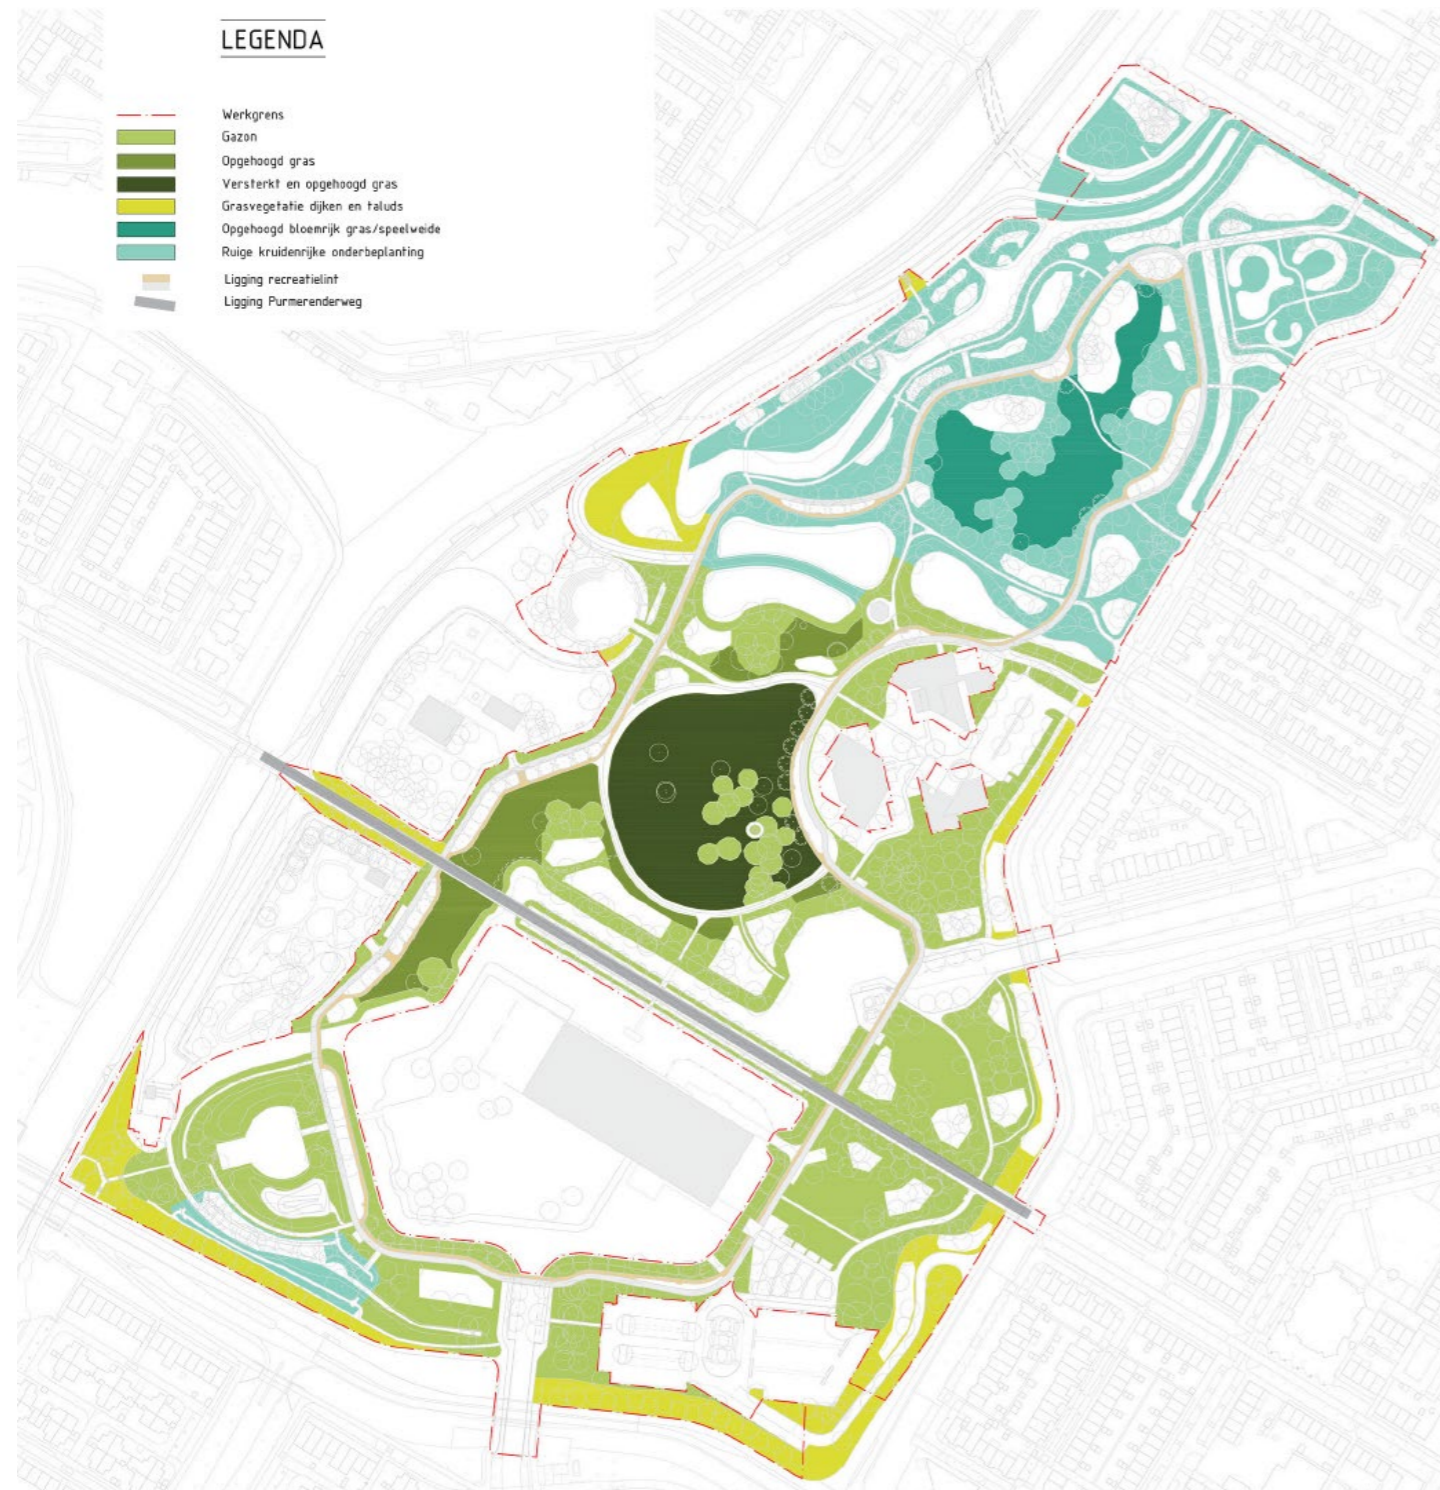 LEGENDA
Werkgrens
Gazon
Opgehoogd gras
Versterkt en opgehoogd gras
Grasvegetatie dijken en taluds
Opgehoogd bloemrijk gras/speelweide
Ruige kruidenrijke onderbeplanting
Ligging recreatielint
Ligging Purmerenderweg